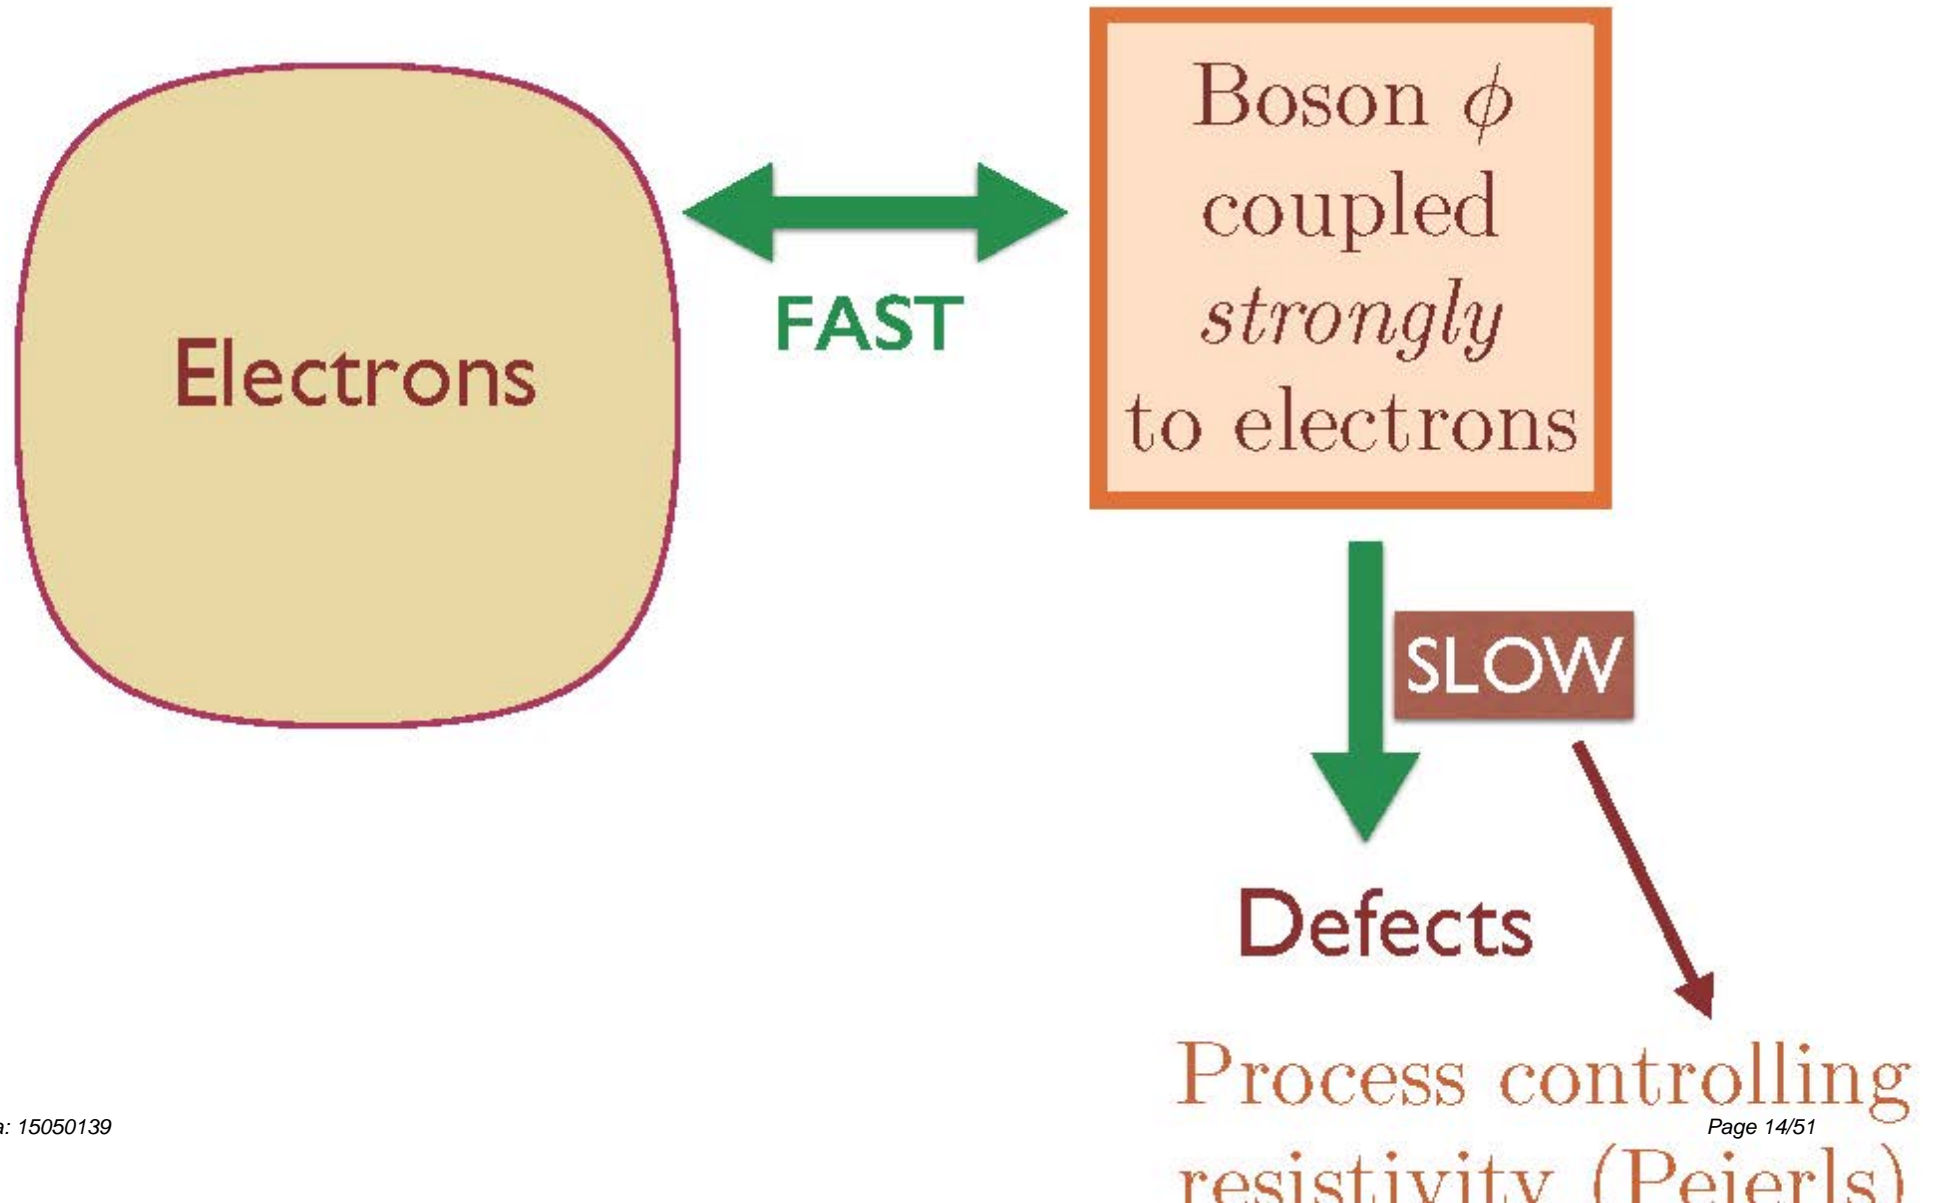 Electrons
FAST
Boson ϕ
coupled
strongly
to electrons
SLOW
Defects
Process controlling
resistivity (Peierls)
a: 15050139
Page 14/51